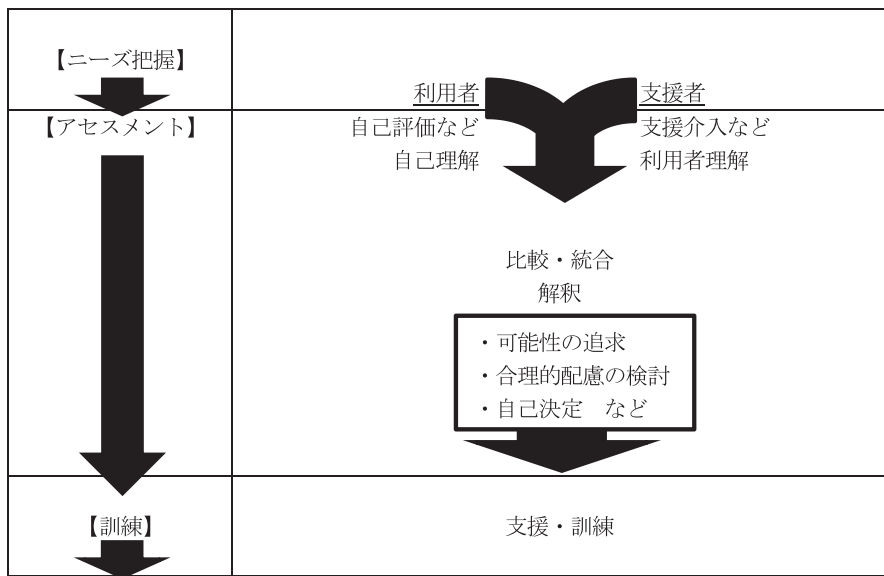 【ニーズ把握】
利用者
支援者
【アセスメント】
自己評価など
支援介入など
自己理解
利用者理解
比較・統合
解釈
・可能性の追求
・合理的配慮の検討
・自己決定　など
【訓練】
支援・訓練